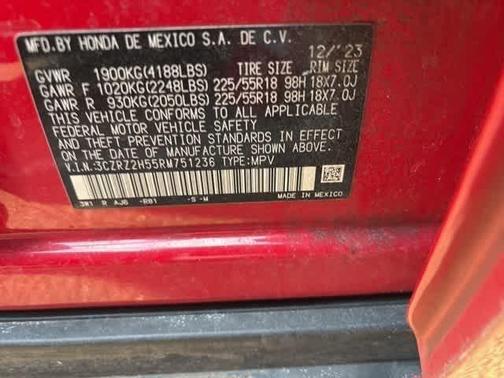 MFD.BY HONDA DE MEXICO S.A. DE C.V.
12/'23
GVWR 1900KG(4188LBS) TIRE SIZE RIM SIZE
GAWR F 1020KG(2248LBS) 225/55R18 98H 18X7.0J
GAWR R 930KG(2050LBS) 225/55R18 98H 18X7.0J
THIS VEHICLE CONFORMS TO ALL APPLICABLE
FEDERAL MOTOR VEHICLE SAFETY
AND THEFT PREVENTION STANDARDS IN EFFECT
ON THE DATE OF MANUFACTURE SHOWN ABOVE.
V.I.N.:3CZRZ2H55RM751236 TYPE:MPV
3W1 R AJ6 -RB1 -S -M MADE IN MEXICO